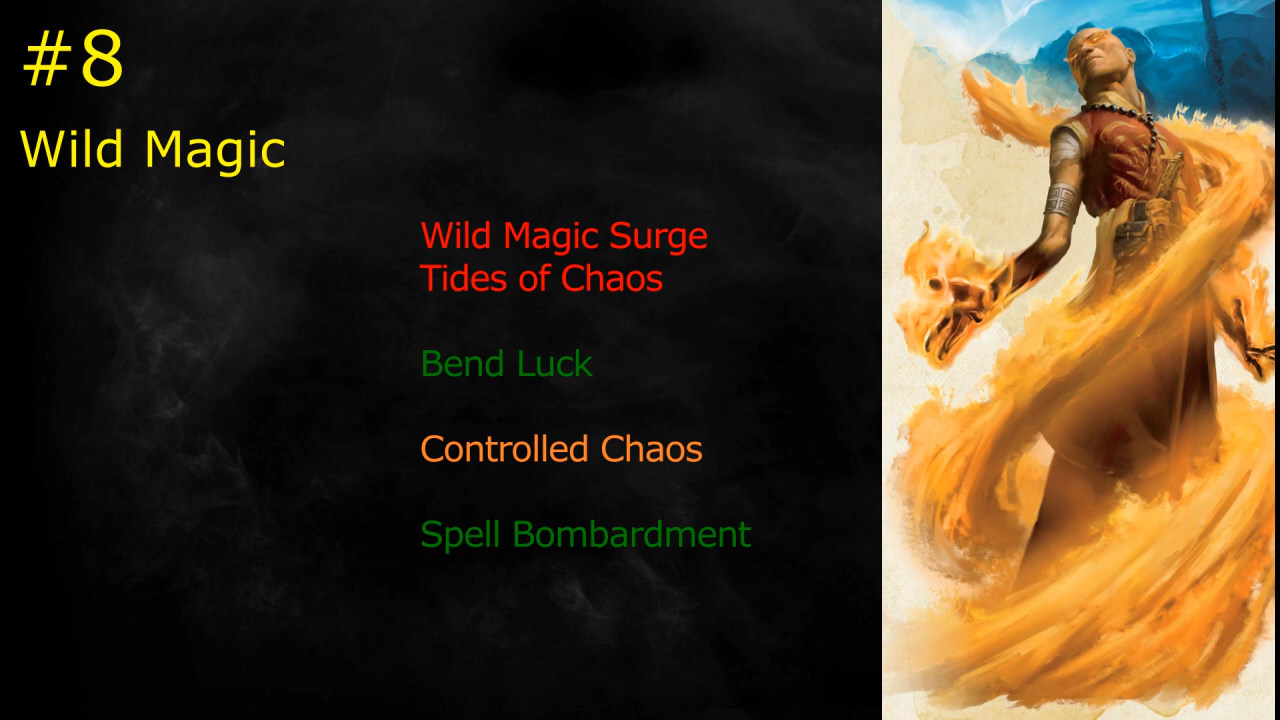 #8
Wild Magic
Wild Magic Surge
Tides of Chaos
Bend Luck
Controlled Chaos
Spell Bombardment